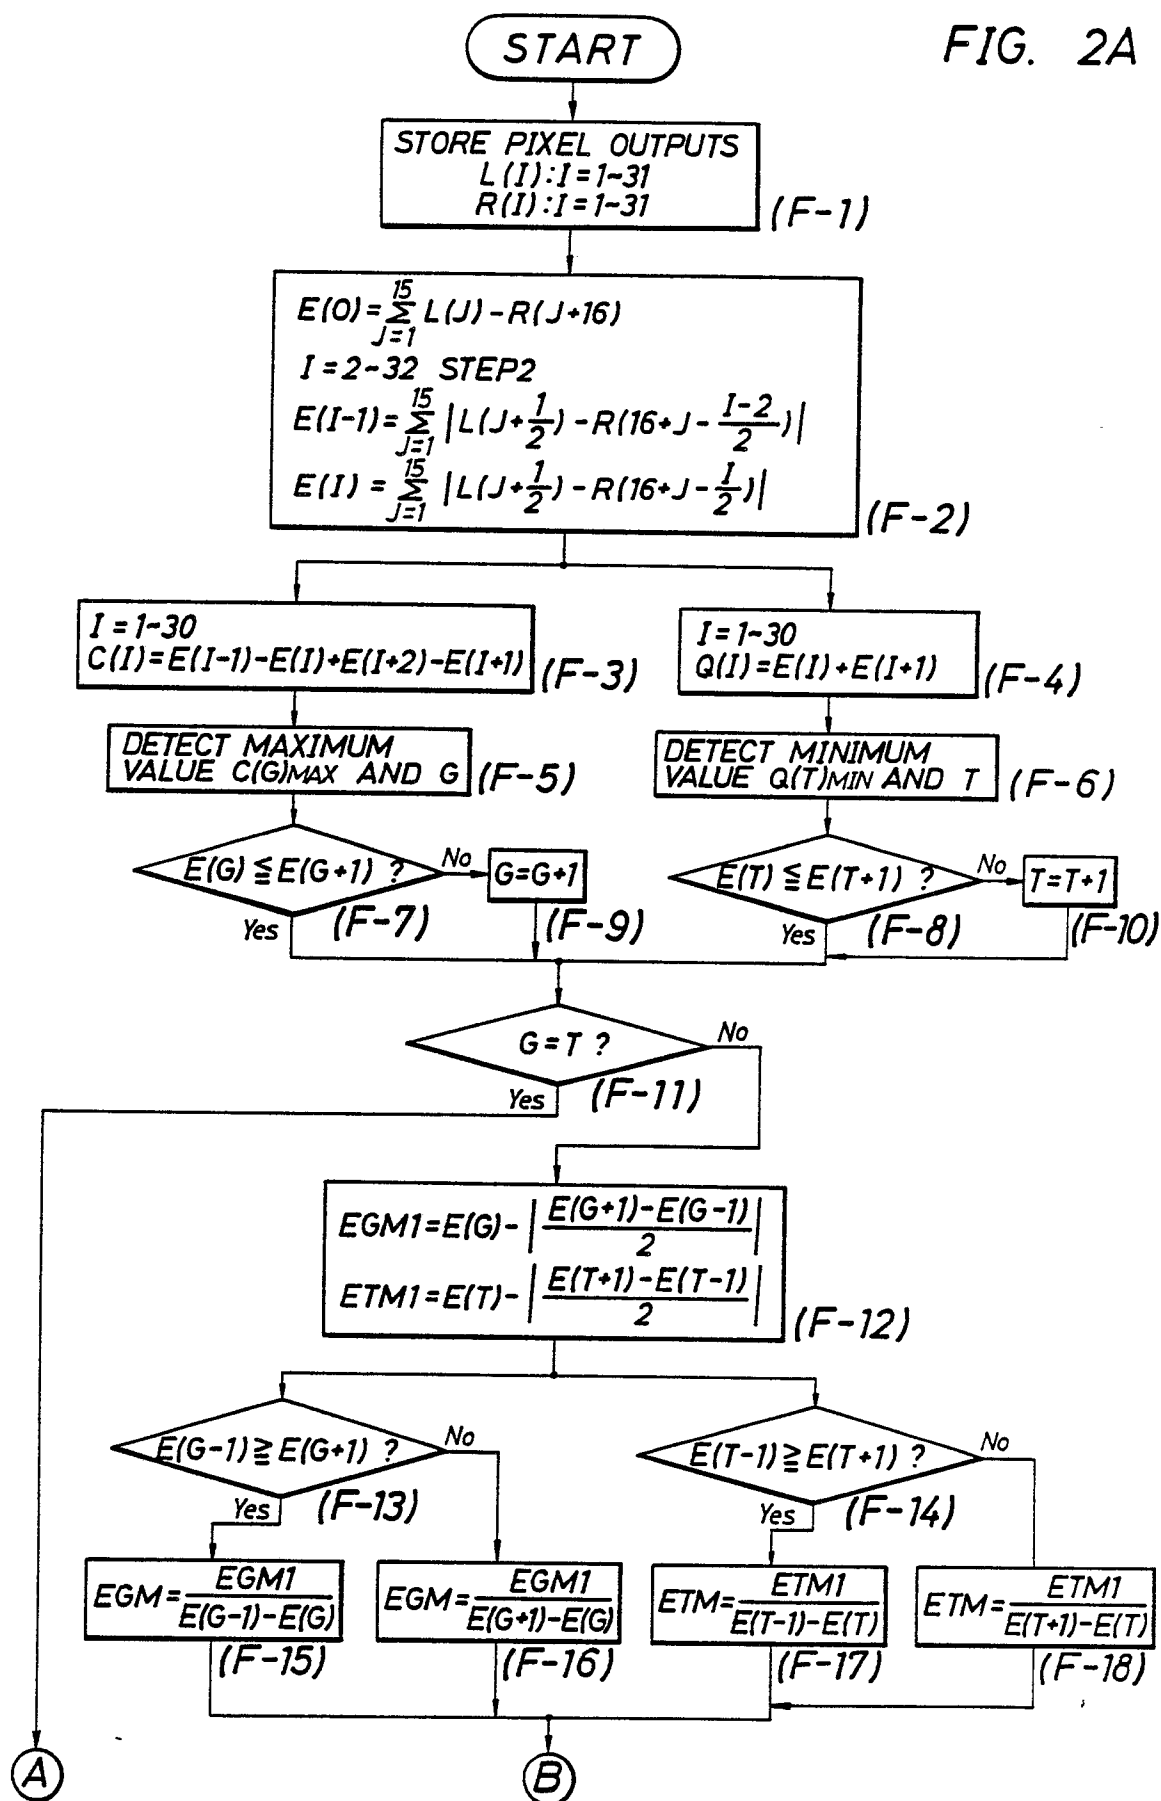 FIG. 2A
START
STORE PIXEL OUTPUTS
L(I):I=1~31
R(I):I=1~31
(F-1)
E(0)=∑_{J=1}^{15} L(J)-R(J+16)
I=2~32 STEP2
E(I-1)=∑_{J=1}^{15} |L(J+1/2)-R(16+J-(I-2)/2)|
E(I)=∑_{J=1}^{15} |L(J+1/2)-R(16+J-I/2)|
(F-2)
I=1~30
C(I)=E(I-1)-E(I)+E(I+2)-E(I+1)
(F-3)
I=1~30
Q(I)=E(I)+E(I+1)
(F-4)
DETECT MAXIMUM
VALUE C(G)MAX AND G
(F-5)
DETECT MINIMUM
VALUE Q(T)MIN AND T
(F-6)
E(G)≦E(G+1) ?
No
Yes
(F-7)
G=G+1
(F-9)
E(T)≦E(T+1) ?
No
Yes
(F-8)
T=T+1
(F-10)
G=T ?
No
Yes
(F-11)
EGM1=E(G)-|(E(G+1)-E(G-1))/2|
ETM1=E(T)-|(E(T+1)-E(T-1))/2|
(F-12)
E(G-1)≧E(G+1) ?
No
Yes
(F-13)
E(T-1)≧E(T+1) ?
No
Yes
(F-14)
EGM=EGM1/(E(G-1)-E(G))
(F-15)
EGM=EGM1/(E(G+1)-E(G))
(F-16)
ETM=ETM1/(E(T-1)-E(T))
(F-17)
ETM=ETM1/(E(T+1)-E(T))
(F-18)
A
B